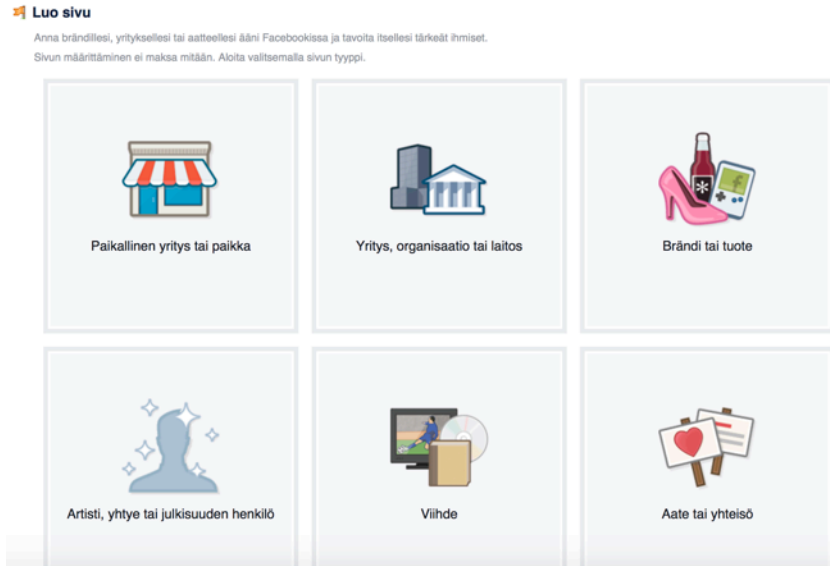 Luo sivu
Anna brändillesi, yrityksellesi tai aatteellesi ääni Facebookissa ja tavoita itsellesi tärkeät ihmiset.
Sivun määrittäminen ei maksa mitään. Aloita valitsemalla sivun tyyppi.
Paikallinen yritys tai paikka
Yritys, organisaatio tai laitos
Brändi tai tuote
Artisti, yhtye tai julkisuuden henkilö
Viihde
Aate tai yhteisö